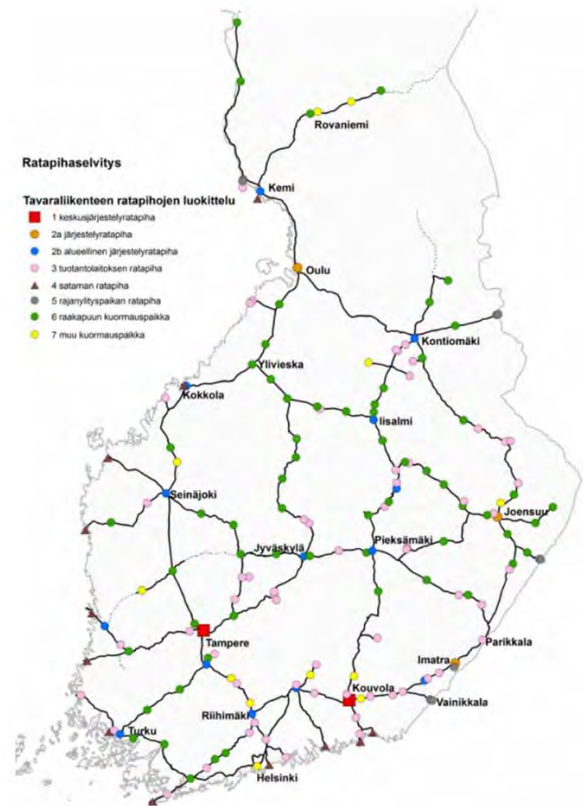 Rovaniemi
Ratapihaselvitys
Kemi
Tavaraliikenteen ratapihojen luokittelu
1 keskusjärjestelyratapiha
2a järjestelyratapiha
2b alueellinen järjestelyratapiha
3 tuotantolaitoksen ratapiha
4 sataman ratapiha
5 rajanylityspaikan ratapiha
6 raakapuun kuormauspaikka
7 muu kuormauspaikka
Oulu
Kontiomäki
Ylivieska
Kokkola
Iisalmi
Seinäjoki
Joensuu
Jyväskylä
Pieksämäki
Tampere
Parikkala
Imatra
Kouvola
Vainikkala
Riihimäki
Turku
Helsinki